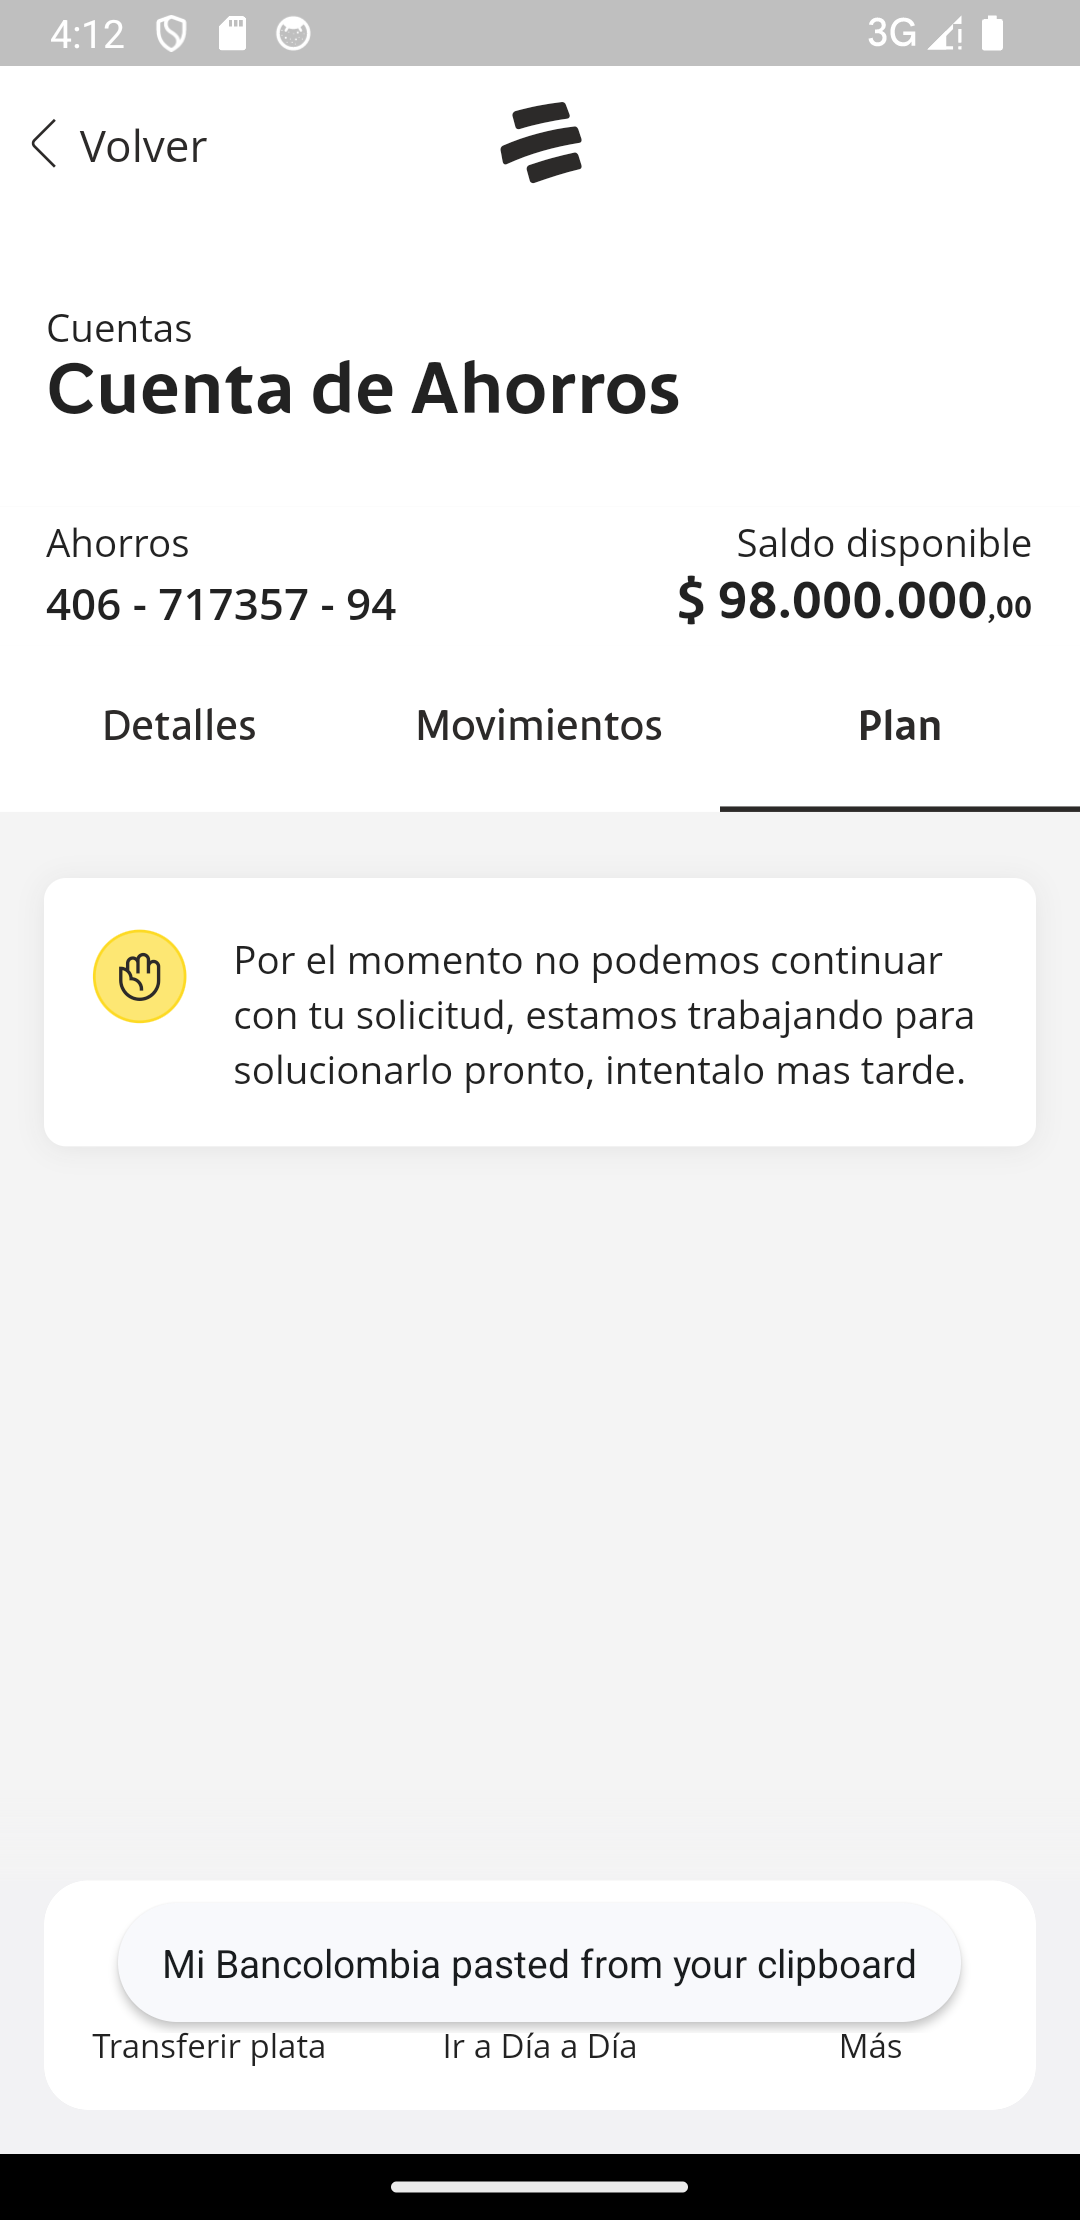 4:12
3G
Volver
Cuentas
Cuenta de Ahorros
Ahorros
Saldo disponible
406 - 717357 - 94
$ 98.000.000,00
Detalles
Movimientos
Plan
Por el momento no podemos continuar
con tu solicitud, estamos trabajando para
solucionarlo pronto, intentalo mas tarde.
Mi Bancolombia pasted from your clipboard
Transferir plata
Ir a Día a Día
Más